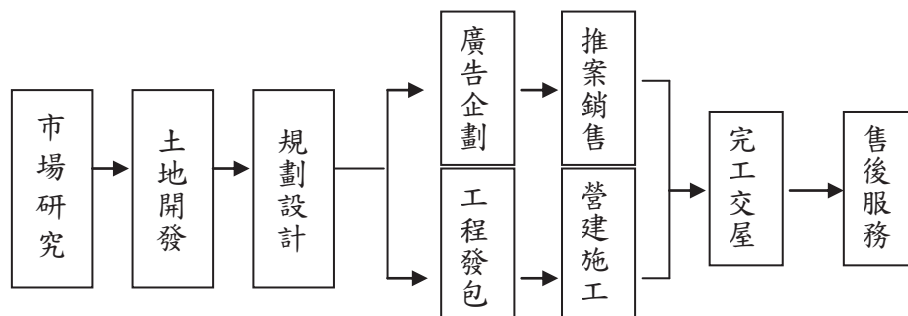 市場研究
土地開發
規劃設計
廣告企劃
推案銷售
工程發包
營建施工
完工交屋
售後服務